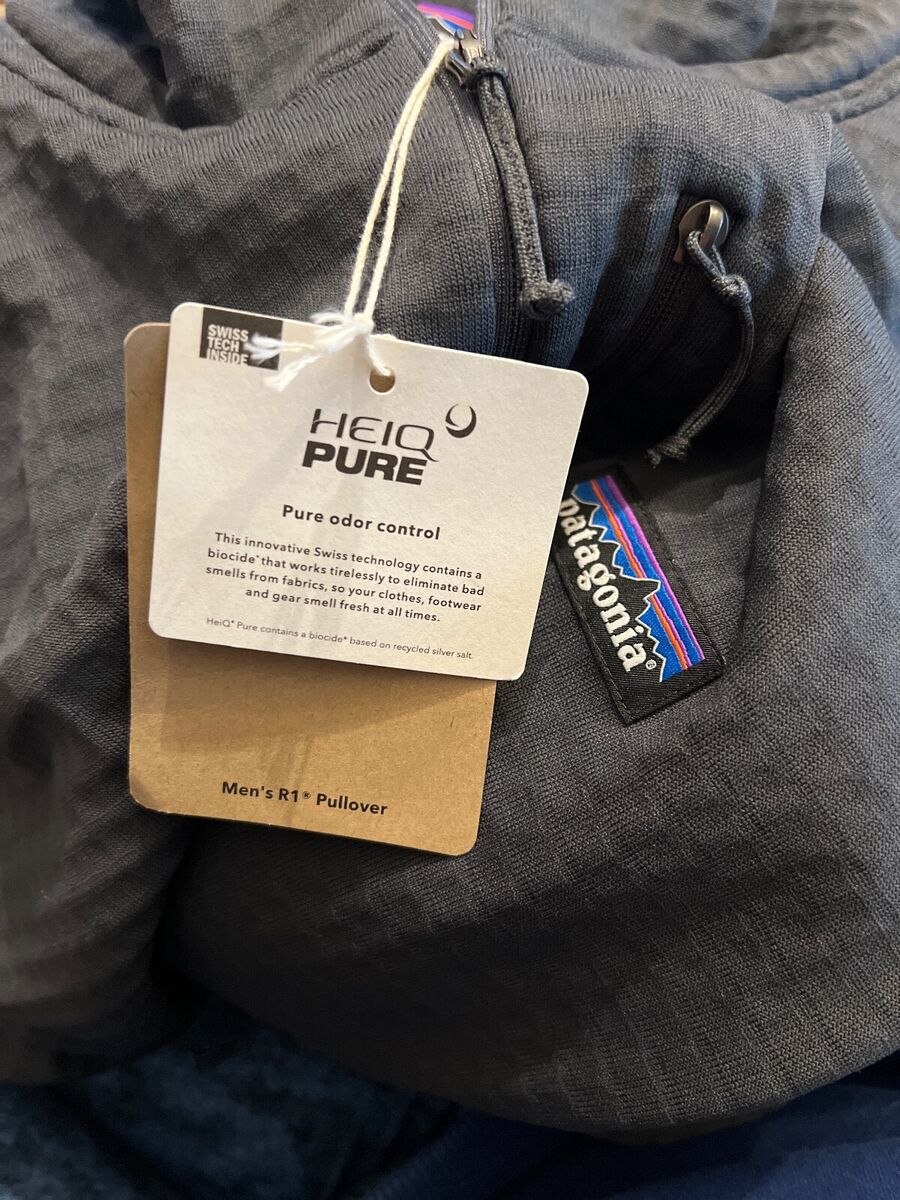 SWISS
TECH
INSIDE
HEIQ
PURE
Pure odor control
This innovative Swiss technology contains a
biocide* that works tirelessly to eliminate bad
smells from fabrics, so your clothes, footwear
and gear smell fresh at all times.
HeiQ® Pure contains a biocide* based on recycled silver salt.
patagonia®
Men's R1® Pullover